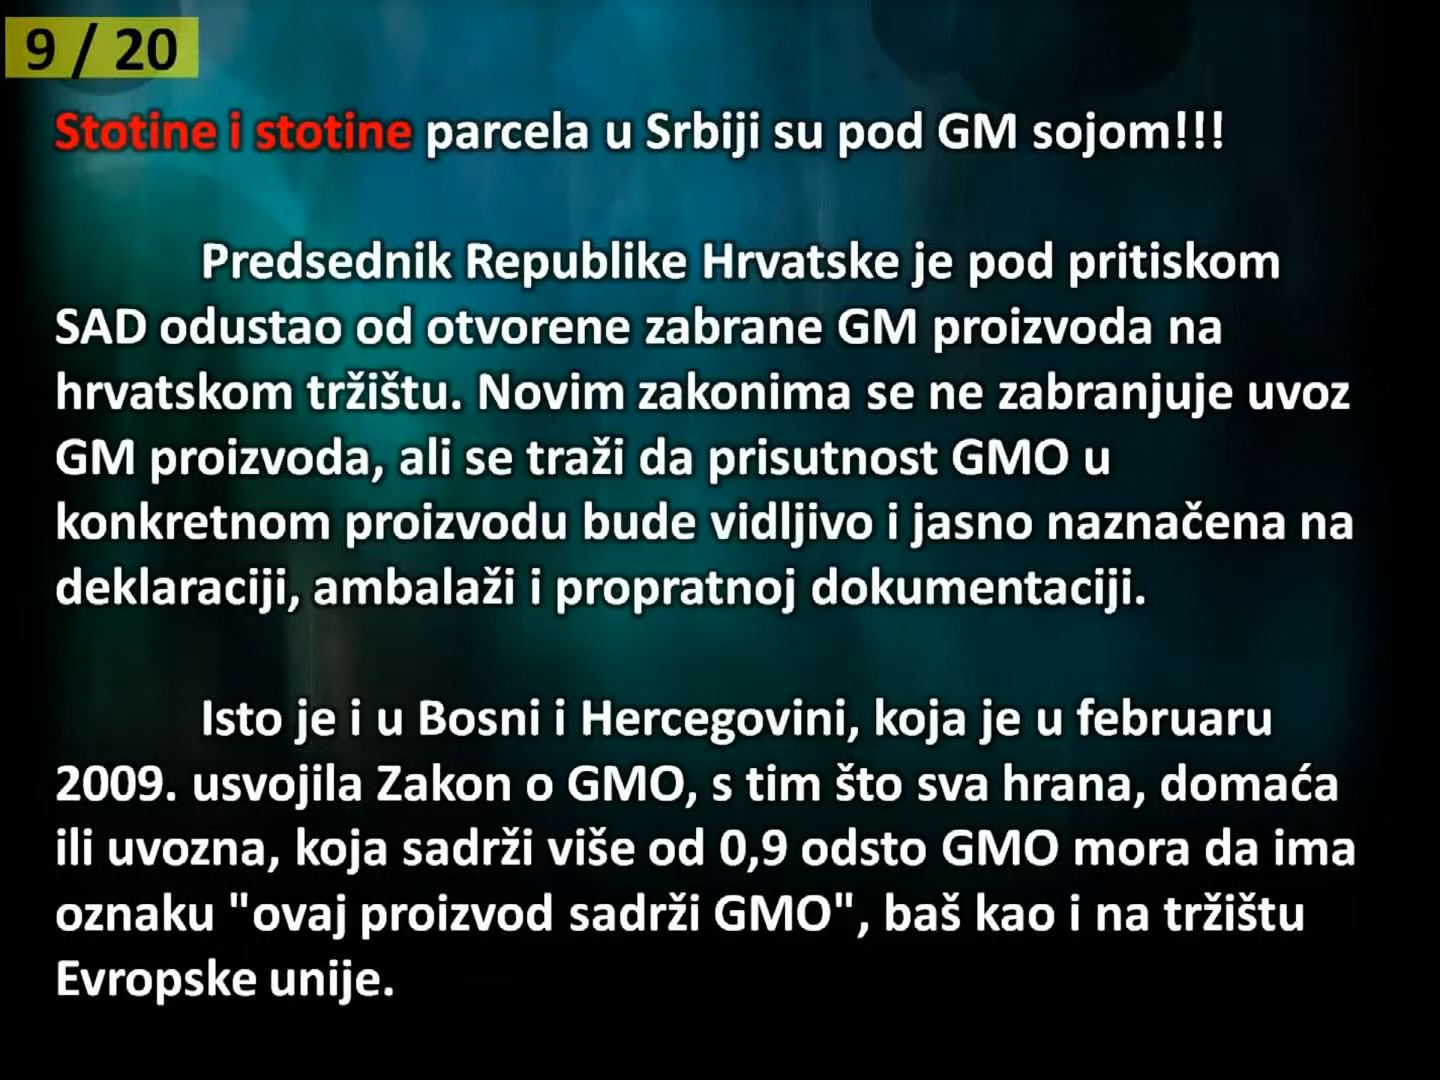 9 / 20
Stotine i stotine parcela u Srbiji su pod GM sojom!!!
Predsednik Republike Hrvatske je pod pritiskom
SAD odustao od otvorene zabrane GM proizvoda na
hrvatskom tržištu. Novim zakonima se ne zabranjuje uvoz
GM proizvoda, ali se traži da prisutnost GMO u
konkretnom proizvodu bude vidljivo i jasno naznačena na
deklaraciji, ambalaži i propratnoj dokumentaciji.
Isto je i u Bosni i Hercegovini, koja je u februaru
2009. usvojila Zakon o GMO, s tim što sva hrana, domaća
ili uvozna, koja sadrži više od 0,9 odsto GMO mora da ima
oznaku "ovaj proizvod sadrži GMO", baš kao i na tržištu
Evropske unije.